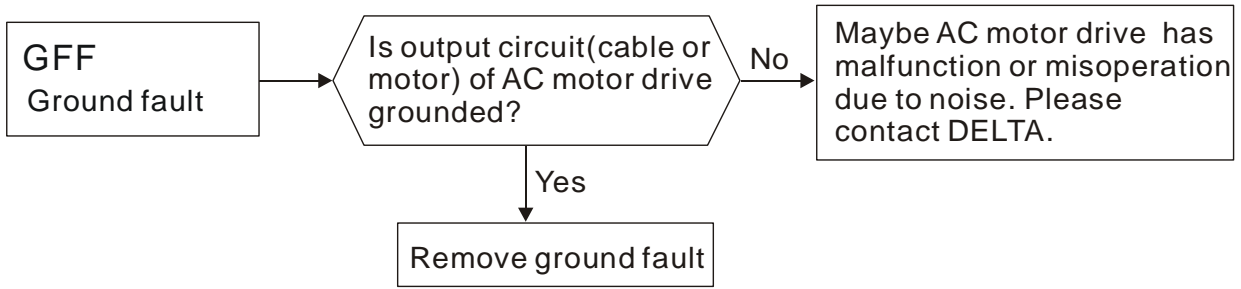 GFF
Ground fault
Is output circuit(cable or
motor) of AC motor drive
grounded?
No
Maybe AC motor drive has
malfunction or misoperation
due to noise. Please
contact DELTA.
Yes
Remove ground fault